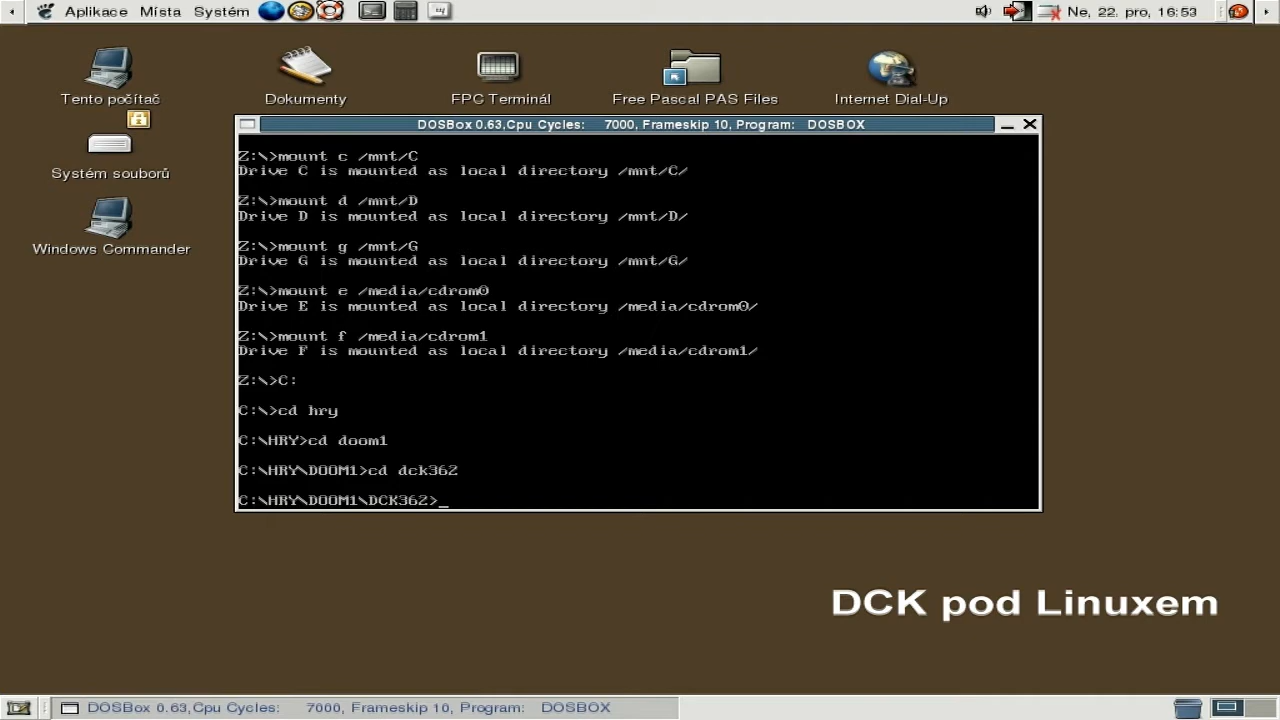 Aplikace Místa Systém Ne, 22. pro, 16:53
Tento počítač
Dokumenty
FPC Terminál
Free Pascal PAS Files
Internet Dial-Up
Systém souborů
Windows Commander
DOSBox 0.63,Cpu Cycles: 7000, Frameskip 10, Program: DOSBOX
Z:\>mount c /mnt/C
Drive C is mounted as local directory /mnt/C/
Z:\>mount d /mnt/D
Drive D is mounted as local directory /mnt/D/
Z:\>mount g /mnt/G
Drive G is mounted as local directory /mnt/G/
Z:\>mount e /media/cdrom0
Drive E is mounted as local directory /media/cdrom0/
Z:\>mount f /media/cdrom1
Drive F is mounted as local directory /media/cdrom1/
Z:\>C:
C:\>cd hry
C:\HRY>cd doom1
C:\HRY\DOOM1>cd dck362
C:\HRY\DOOM1\DCK362>_
DCK pod Linuxem
DOSBox 0.63,Cpu Cycles: 7000, Frameskip 10, Program: DOSBOX